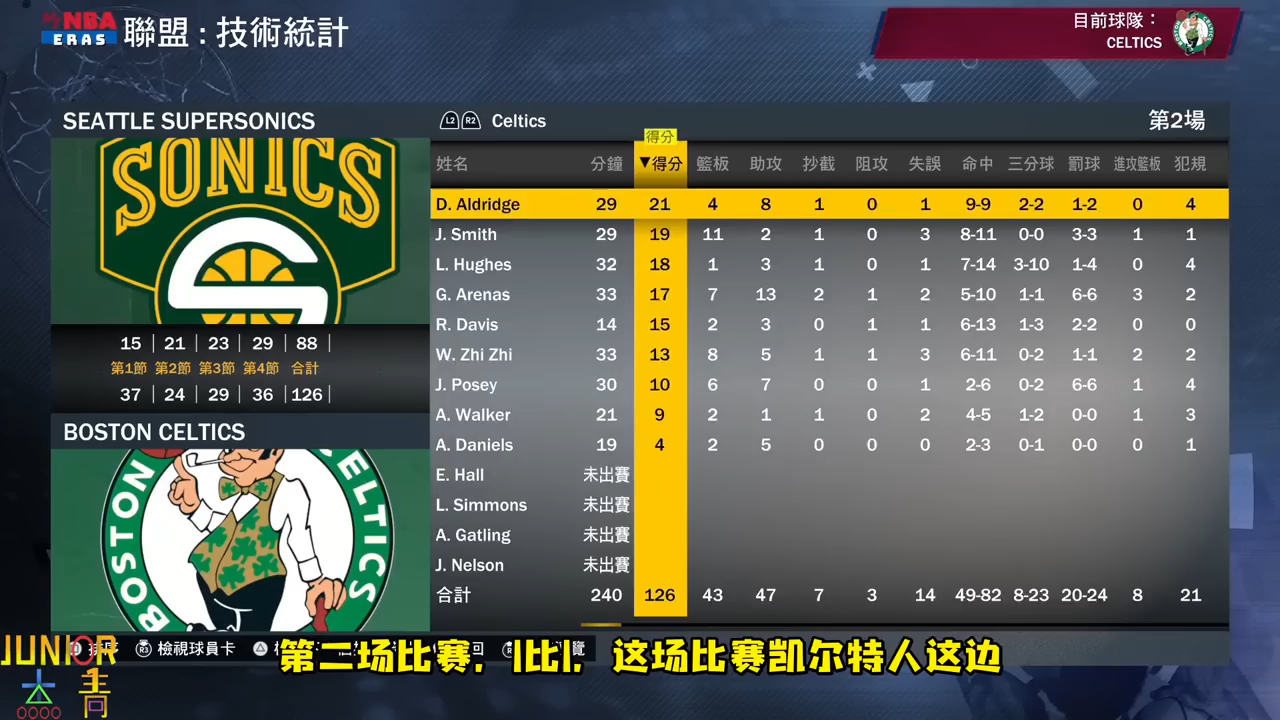 MyNBA ERAS 聯盟 : 技術統計
目前球隊：
CELTICS
SEATTLE SUPERSONICS
SONICS
15 | 21 | 23 | 29 | 88 |
第1節 第2節 第3節 第4節 合計
37 | 24 | 29 | 36 | 126 |
BOSTON CELTICS
BOSTON CELTICS
L2 R2 Celtics 第2場
得分
姓名 分鐘 ▼得分 籃板 助攻 抄截 阻攻 失誤 命中 三分球 罰球 進攻籃板 犯規
D. Aldridge 29 21 4 8 1 0 1 9-9 2-2 1-2 0 4
J. Smith 29 19 11 2 1 0 3 8-11 0-0 3-3 1 1
L. Hughes 32 18 1 3 1 0 1 7-14 3-10 1-4 0 4
G. Arenas 33 17 7 13 2 1 2 5-10 1-1 6-6 3 2
R. Davis 14 15 2 3 0 1 1 6-13 1-3 2-2 0 0
W. Zhi Zhi 33 13 8 5 1 1 3 6-11 0-2 1-1 2 2
J. Posey 30 10 6 7 0 0 1 2-6 0-2 6-6 1 4
A. Walker 21 9 2 1 1 0 2 4-5 1-2 0-0 1 3
A. Daniels 19 4 2 5 0 0 0 2-3 0-1 0-0 0 1
E. Hall 未出賽
L. Simmons 未出賽
A. Gatling 未出賽
J. Nelson 未出賽
合計 240 126 43 47 7 3 14 49-82 8-23 20-24 8 21
R3 檢視球員卡
第二场比赛，1比1，这场比赛凯尔特人这边
JUNIOR